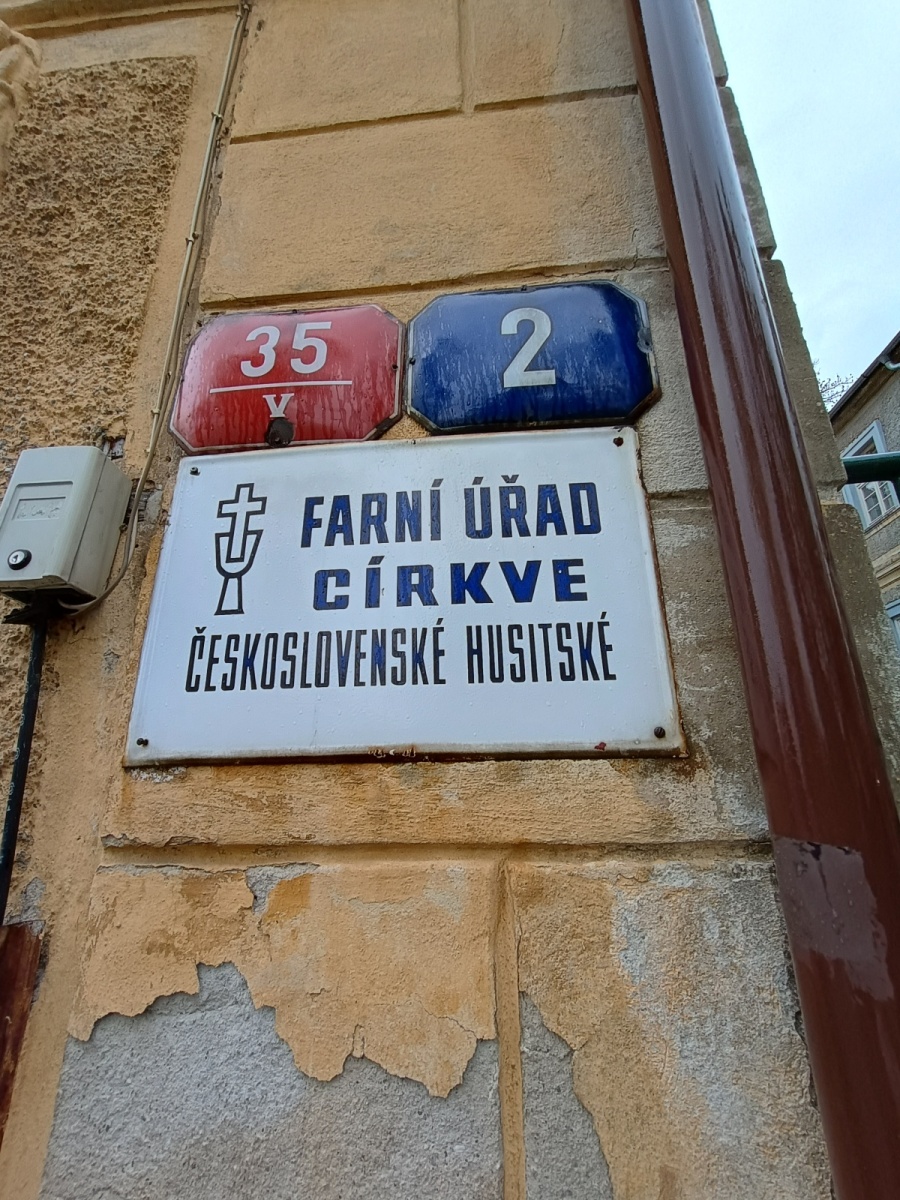 35
V
2
FARNÍ ÚŘAD
CÍRKVE
ČESKOSLOVENSKÉ HUSITSKÉ